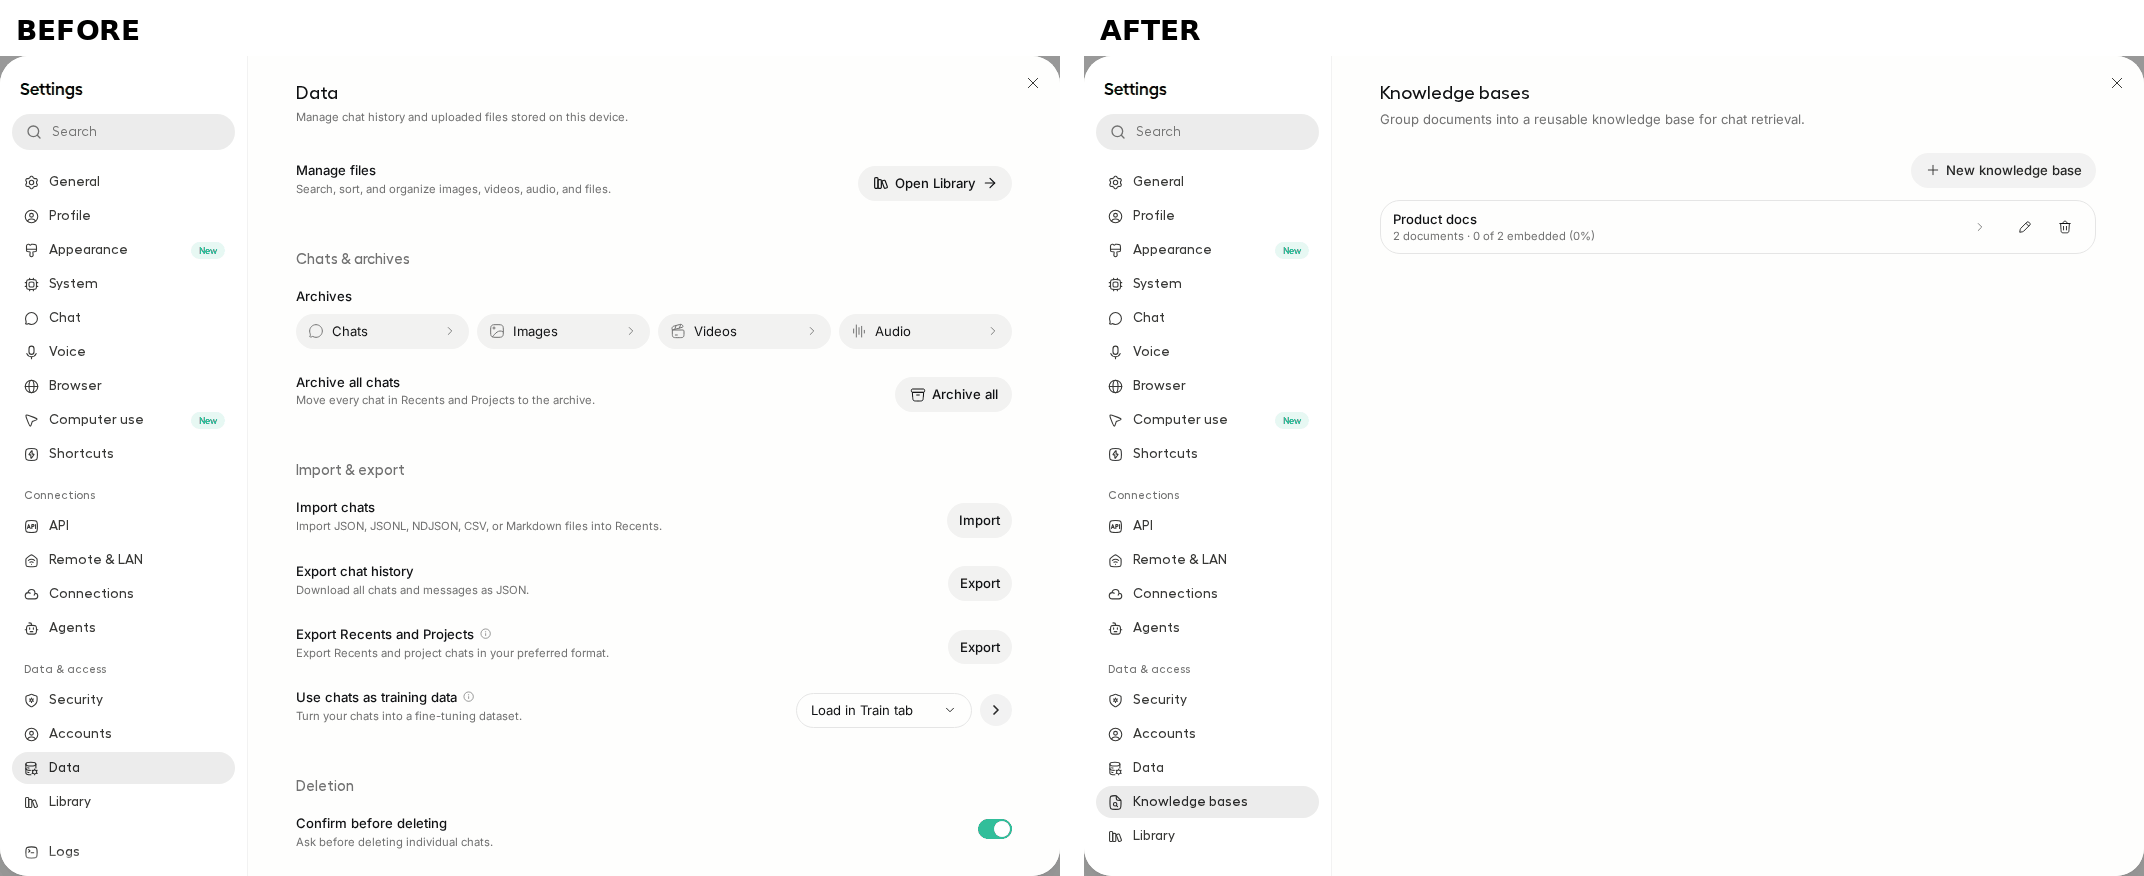 BEFORE
Settings
Search
General
Profile
Appearance New
System
Chat
Voice
Browser
Computer use New
Shortcuts
Connections
API
Remote & LAN
Connections
Agents
Data & access
Security
Accounts
Data
Library
Logs
Data
Manage chat history and uploaded files stored on this device.
Manage files
Search, sort, and organize images, videos, audio, and files.
Open Library
Chats & archives
Archives
Chats
Images
Videos
Audio
Archive all chats
Move every chat in Recents and Projects to the archive.
Archive all
Import & export
Import chats
Import JSON, JSONL, NDJSON, CSV, or Markdown files into Recents.
Import
Export chat history
Download all chats and messages as JSON.
Export
Export Recents and Projects
Export Recents and project chats in your preferred format.
Export
Use chats as training data
Turn your chats into a fine-tuning dataset.
Load in Train tab
Deletion
Confirm before deleting
Ask before deleting individual chats.
AFTER
Settings
Search
General
Profile
Appearance New
System
Chat
Voice
Browser
Computer use New
Shortcuts
Connections
API
Remote & LAN
Connections
Agents
Data & access
Security
Accounts
Data
Knowledge bases
Library
Knowledge bases
Group documents into a reusable knowledge base for chat retrieval.
New knowledge base
Product docs
2 documents · 0 of 2 embedded (0%)